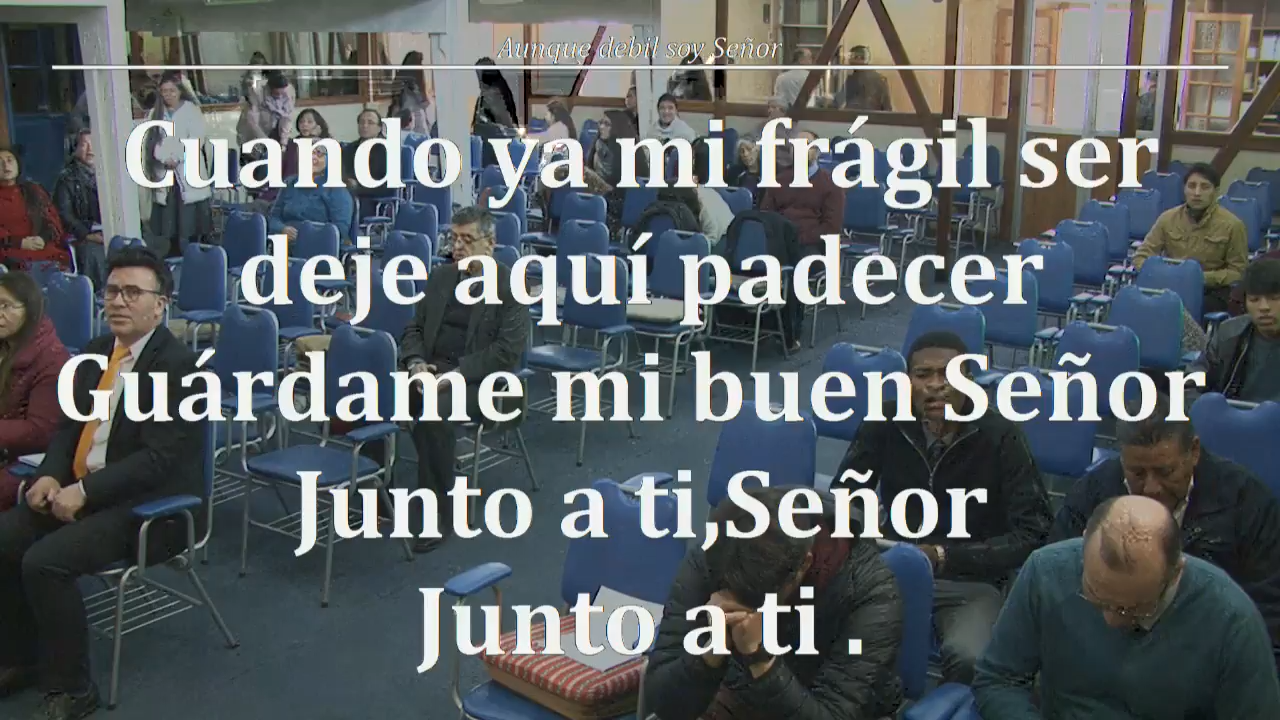 Aunque debil soy Señor
Cuando ya mi frágil ser
deje aquí padecer
Guárdame mi buen Señor
Junto a ti,Señor
Junto a ti .